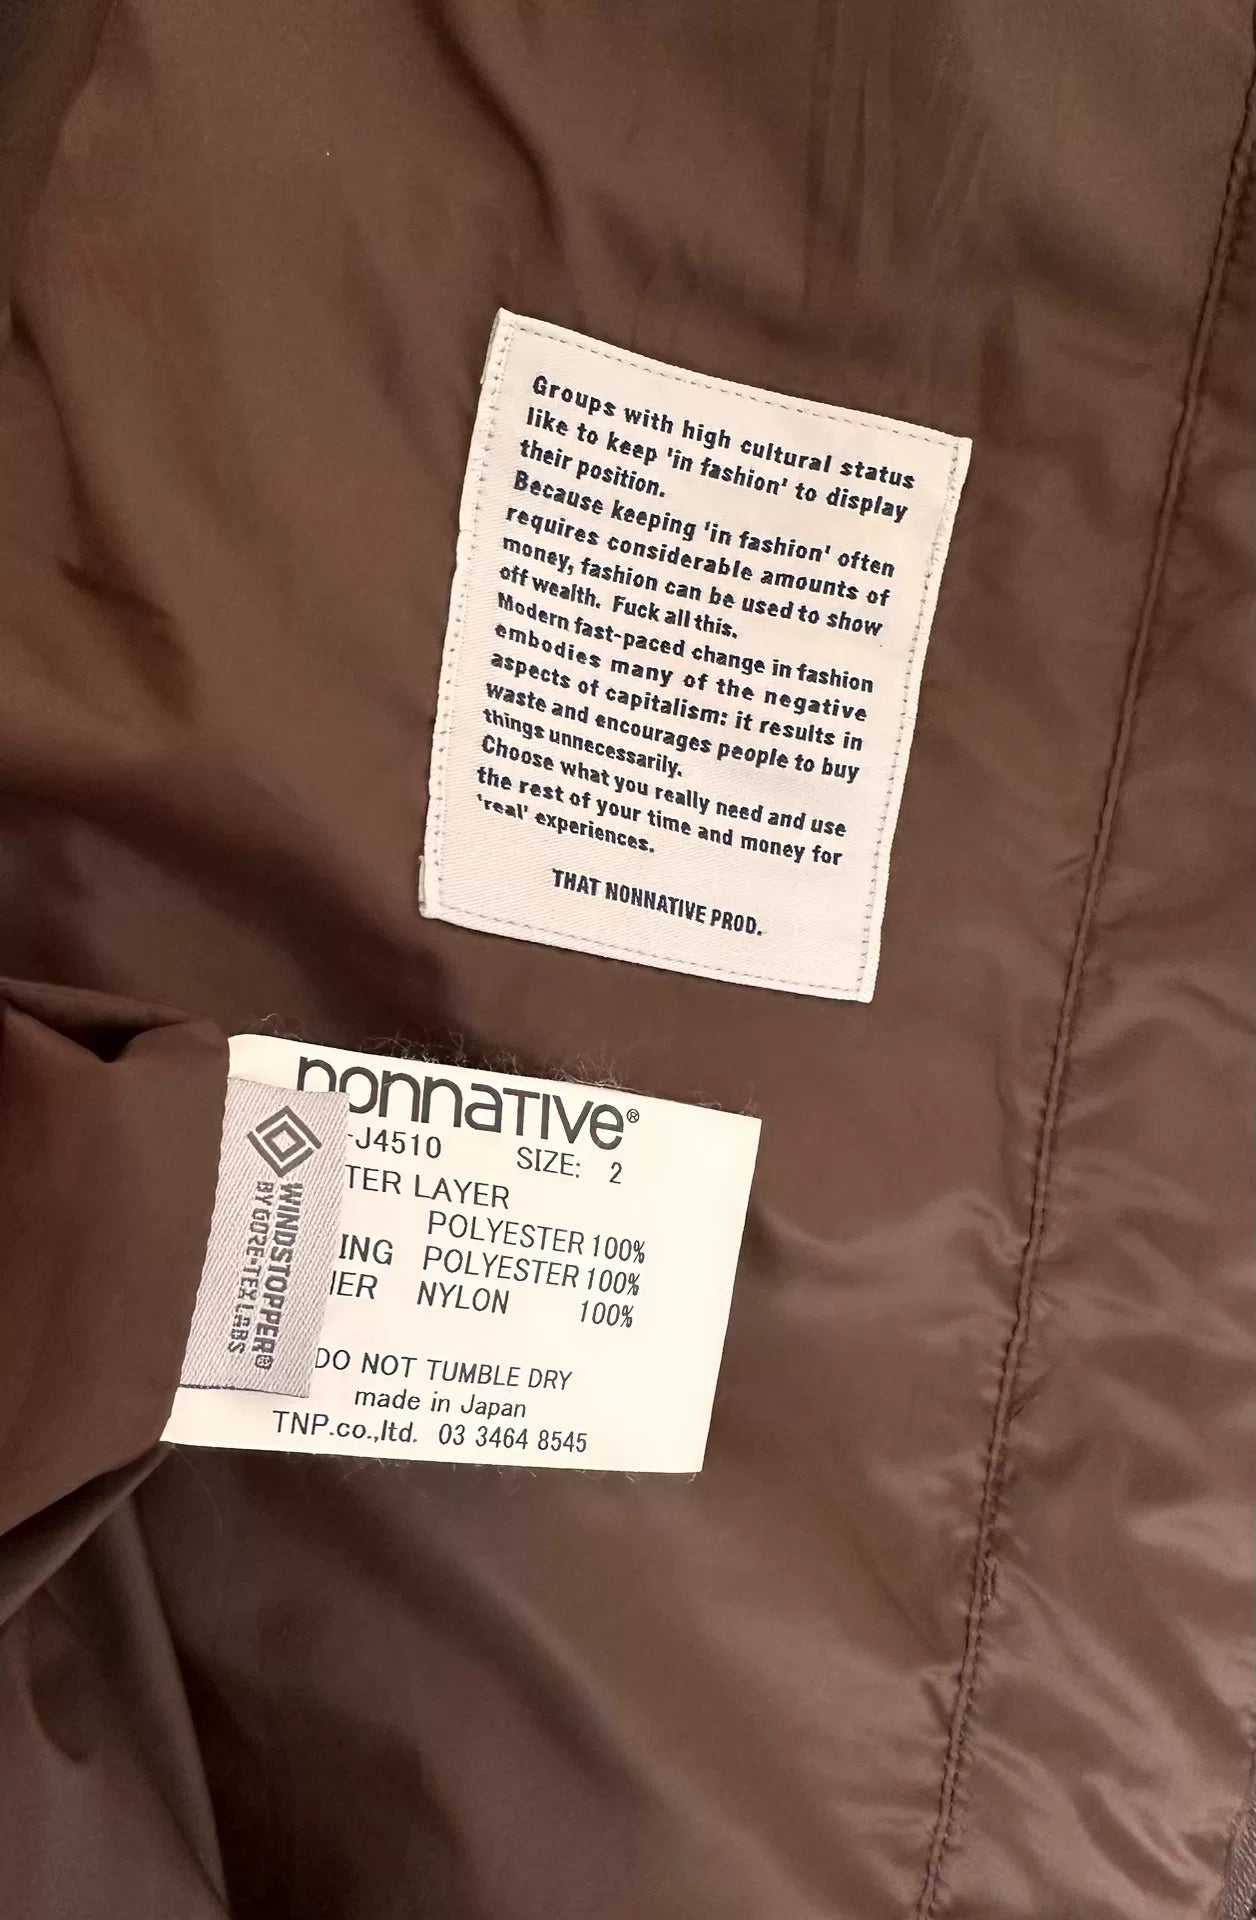 Groups with high cultural status
like to keep 'in fashion' to display
their position.
Because keeping 'in fashion' often
requires considerable amounts of
money, fashion can be used to show
off wealth. Fuck all this.
Modern fast-paced change in fashion
embodies many of the negative
aspects of capitalism: it results in
waste and encourages people to buy
things unnecessarily.
Choose what you really need and use
the rest of your time and money for
'real' experiences.
THAT NONNATIVE PROD.
nonnaTIVe®
-J4510 SIZE: 2
TER LAYER
POLYESTER 100%
ING POLYESTER 100%
ER NYLON 100%
DO NOT TUMBLE DRY
made in Japan
TNP.co.,ltd. 03 3464 8545
WINDSTOPPER®
BY GORE-TEX LABS